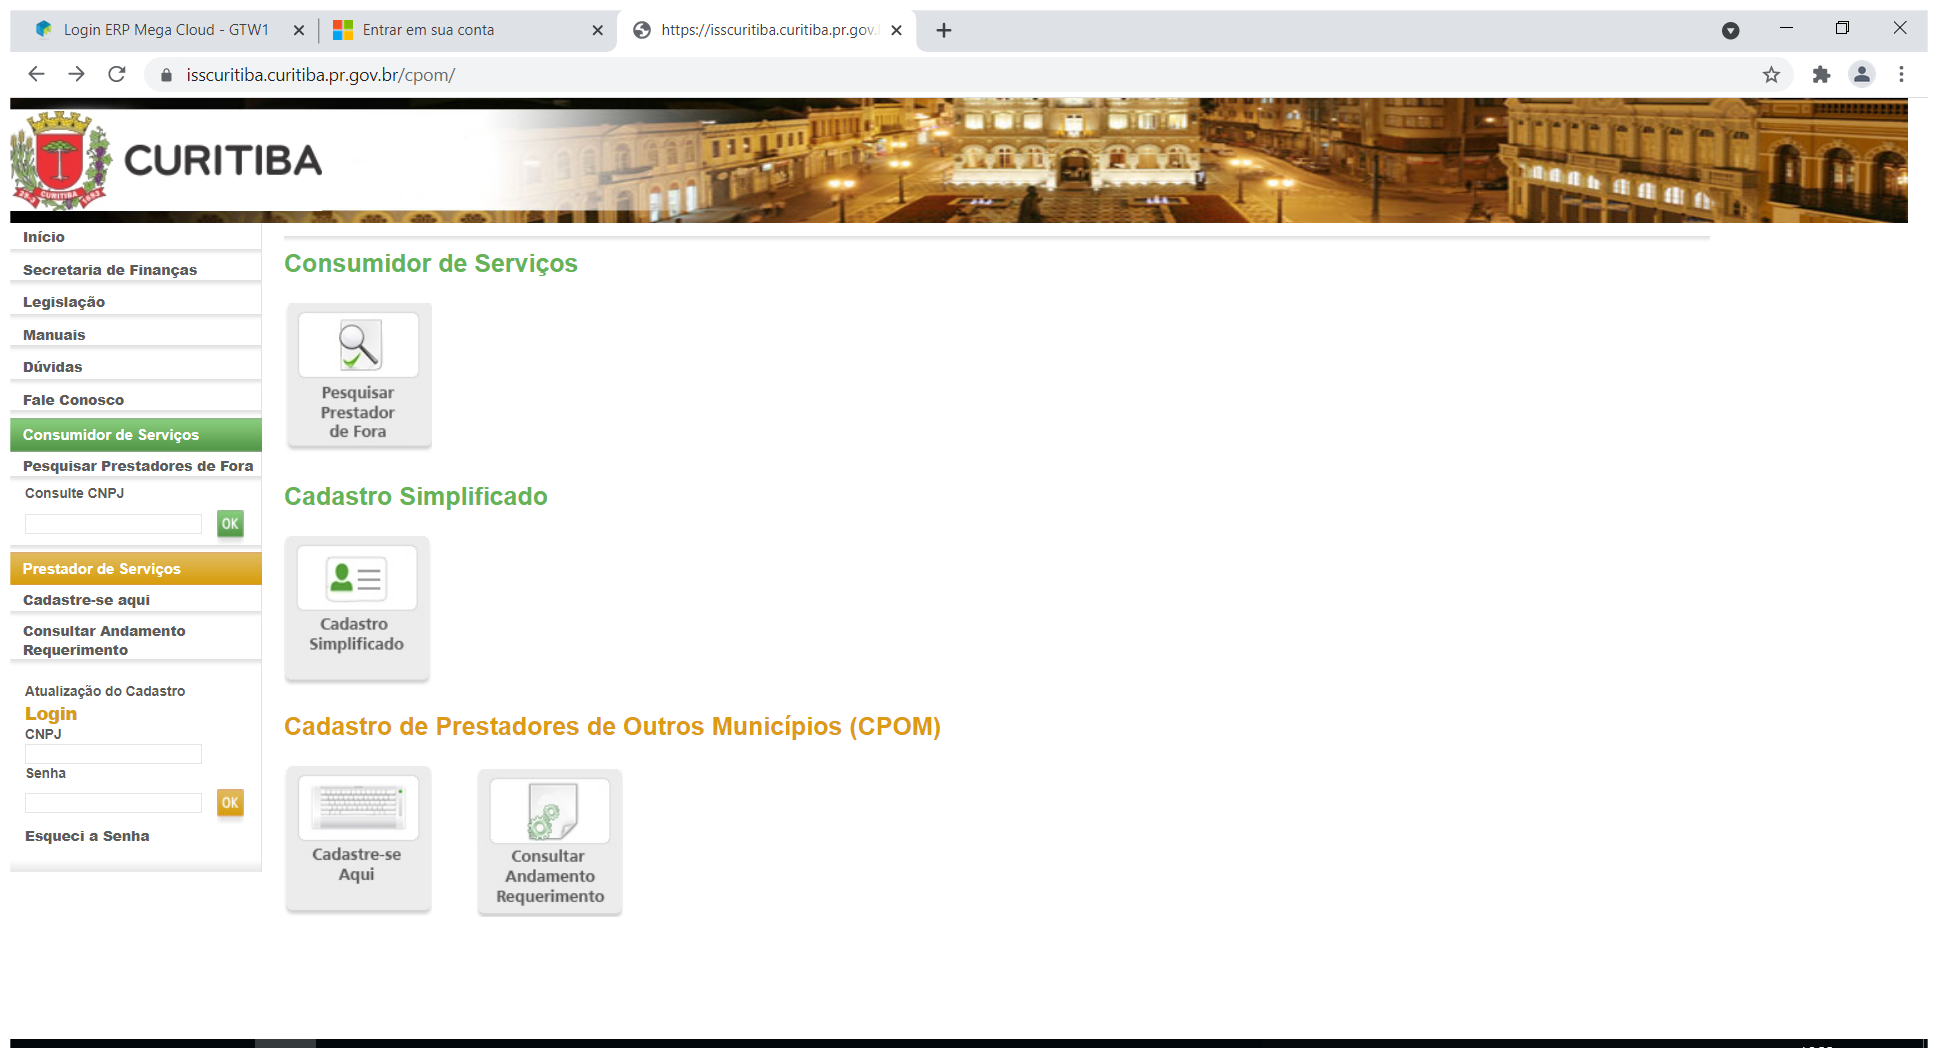 Login ERP Mega Cloud - GTW1
Entrar em sua conta
https://isscuritiba.curitiba.pr.gov.
isscuritiba.curitiba.pr.gov.br/cpom/
CURITIBA
CURITIBA
Início
Secretaria de Finanças
Legislação
Manuais
Dúvidas
Fale Conosco
Consumidor de Serviços
Pesquisar Prestadores de Fora
Consulte CNPJ
OK
Prestador de Serviços
Cadastre-se aqui
Consultar Andamento
Requerimento
Atualização do Cadastro
Login
CNPJ
Senha
OK
Esqueci a Senha
Consumidor de Serviços
Pesquisar
Prestador
de Fora
Cadastro Simplificado
Cadastro
Simplificado
Cadastro de Prestadores de Outros Municípios (CPOM)
Cadastre-se
Aqui
Consultar
Andamento
Requerimento